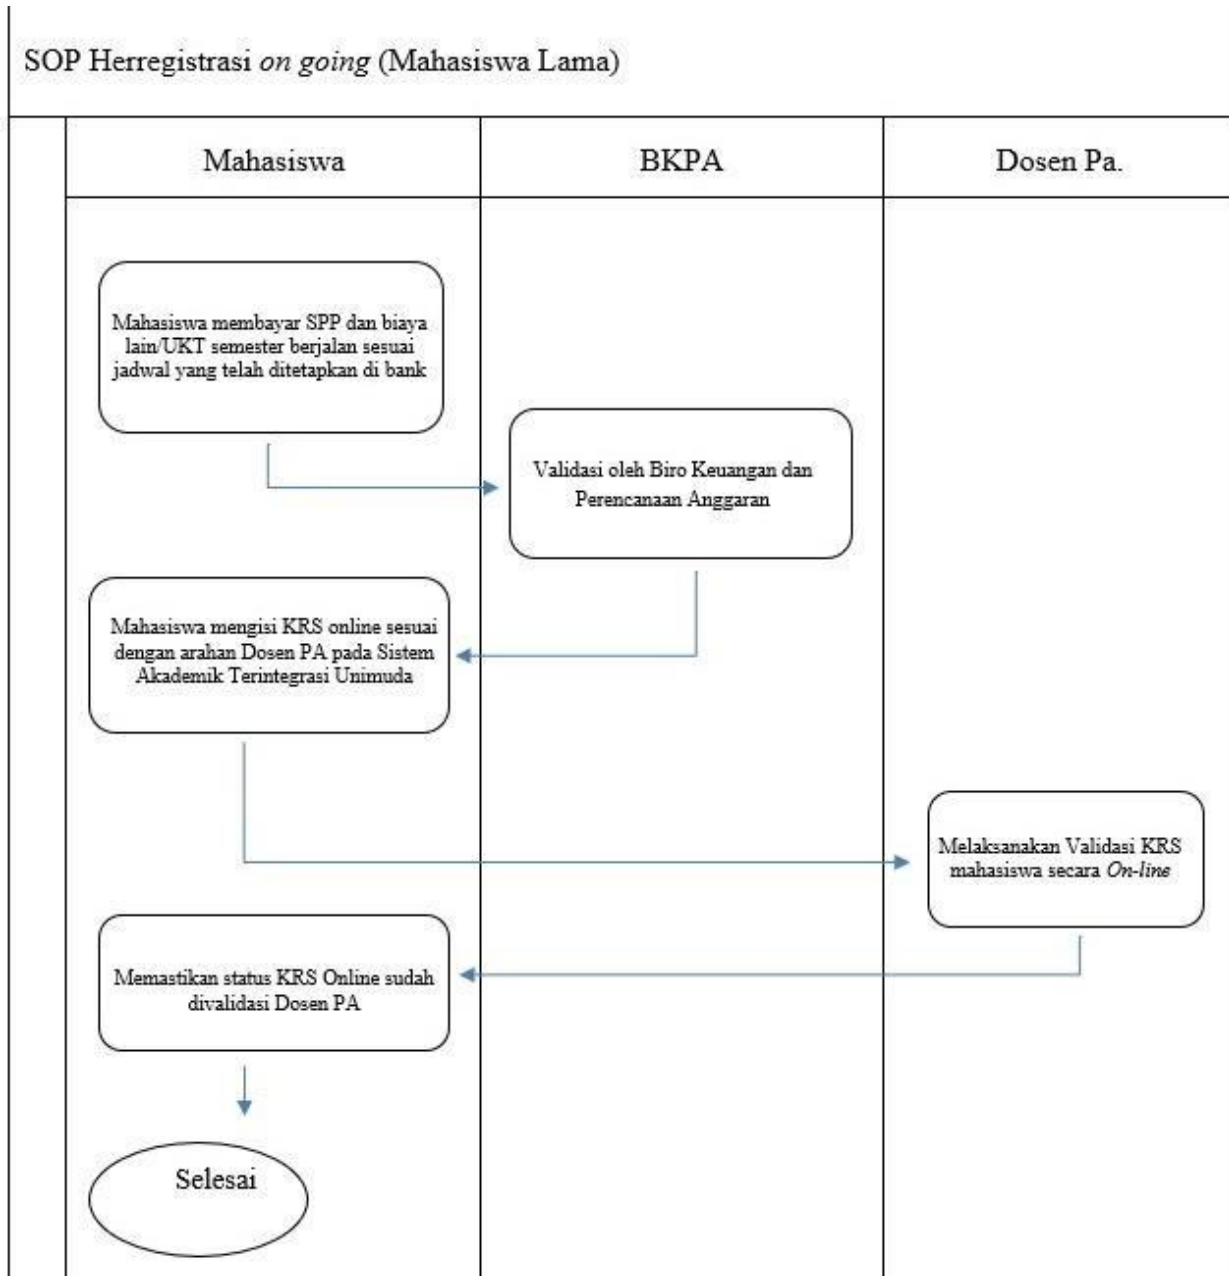 SOP Herregistrasi on going (Mahasiswa Lama)
Mahasiswa
BKPA
Dosen Pa.
Mahasiswa membayar SPP dan biaya
lain/UKT semester berjalan sesuai
jadwal yang telah ditetapkan di bank
Validasi oleh Biro Keuangan dan
Perencanaan Anggaran
Mahasiswa mengisi KRS online sesuai
dengan arahan Dosen PA pada Sistem
Akademik Terintegrasi Unimuda
Melaksanakan Validasi KRS
mahasiswa secara On-line
Memastikan status KRS Online sudah
divalidasi Dosen PA
Selesai